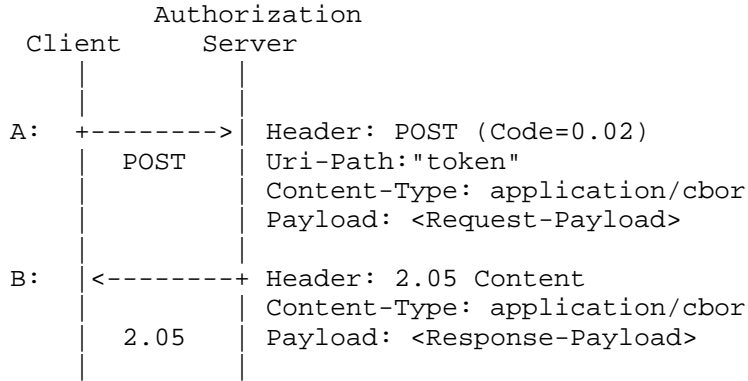 Authorization
Client Server
A: +-------->| Header: POST (Code=0.02)
POST | Uri-Path:"token"
Content-Type: application/cbor
Payload: <Request-Payload>
B: |<--------+ Header: 2.05 Content
Content-Type: application/cbor
2.05 | Payload: <Response-Payload>